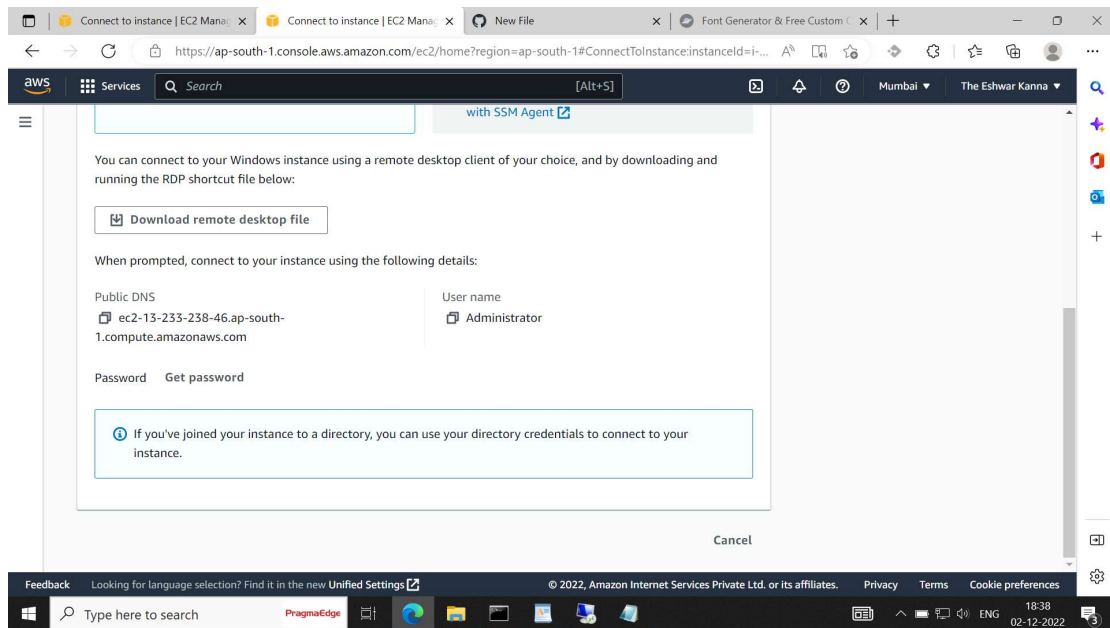 Connect to instance | EC2 Manag
Connect to instance | EC2 Manag
New File
Font Generator & Free Custom C
https://ap-south-1.console.aws.amazon.com/ec2/home?region=ap-south-1#ConnectToInstance:instanceId=i-...
aws
Services
Search
[Alt+S]
Mumbai
The Eshwar Kanna
with SSM Agent
You can connect to your Windows instance using a remote desktop client of your choice, and by downloading and
running the RDP shortcut file below:
Download remote desktop file
When prompted, connect to your instance using the following details:
Public DNS
User name
ec2-13-233-238-46.ap-south-
1.compute.amazonaws.com
Administrator
Password Get password
If you've joined your instance to a directory, you can use your directory credentials to connect to your
instance.
Cancel
Feedback
Looking for language selection? Find it in the new Unified Settings
© 2022, Amazon Internet Services Private Ltd. or its affiliates.
Privacy
Terms
Cookie preferences
Type here to search
PragmaEdge
ENG
18:38
02-12-2022
3